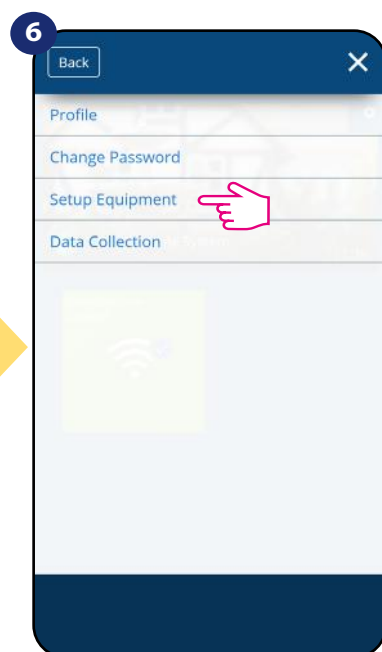 6
Back
Profile
Change Password
Setup Equipment
Data Collection